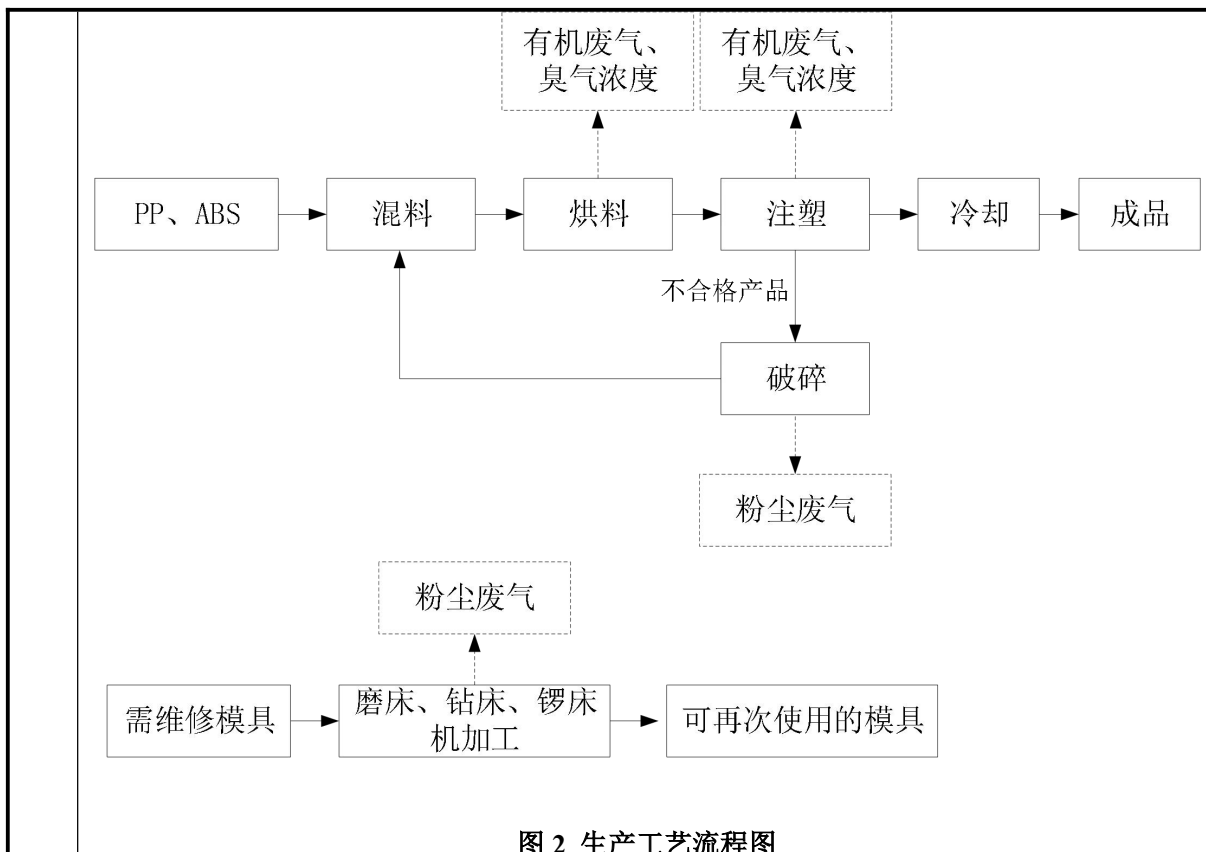 有机废气、
臭气浓度
有机废气、
臭气浓度
PP、ABS
混料
烘料
注塑
冷却
成品
不合格产品
破碎
粉尘废气
粉尘废气
需维修模具
磨床、钻床、锣床
机加工
可再次使用的模具
图 2 生产工艺流程图